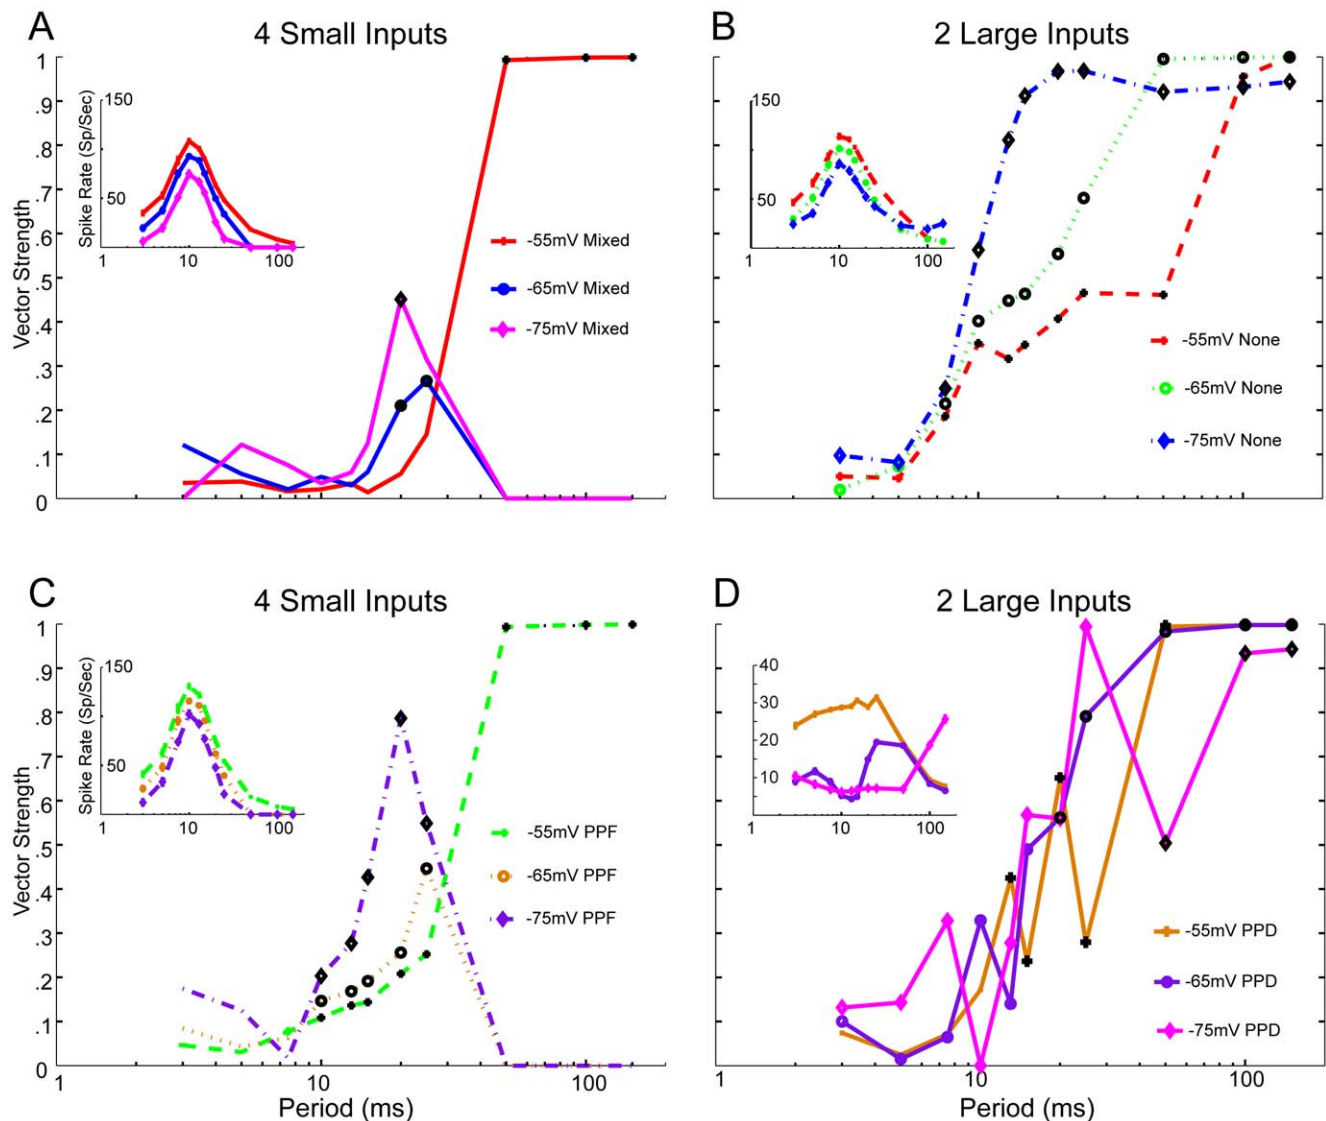 A
4 Small Inputs
1
.9
.8
.7
.6
.5
.4
.3
.2
.1
0
Vector Strength
150
50
Spike Rate (Sp/Sec)
1
10
100
-55mV Mixed
-65mV Mixed
-75mV Mixed
B
2 Large Inputs
150
50
1
10
100
-55mV None
-65mV None
-75mV None
C
4 Small Inputs
1
.9
.8
.7
.6
.5
.4
.3
.2
.1
0
Vector Strength
150
50
Spike Rate (Sp/Sec)
1
10
100
-55mV PPF
-65mV PPF
-75mV PPF
1
10
100
Period (ms)
D
2 Large Inputs
40
30
20
10
1
10
100
-55mV PPD
-65mV PPD
-75mV PPD
1
10
100
Period (ms)